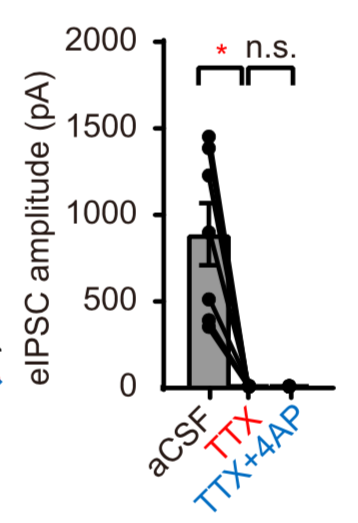 2000
* n.s.
1500
1000
500
0
eIPSC amplitude (pA)
aCSF
TTX
TTX+4AP